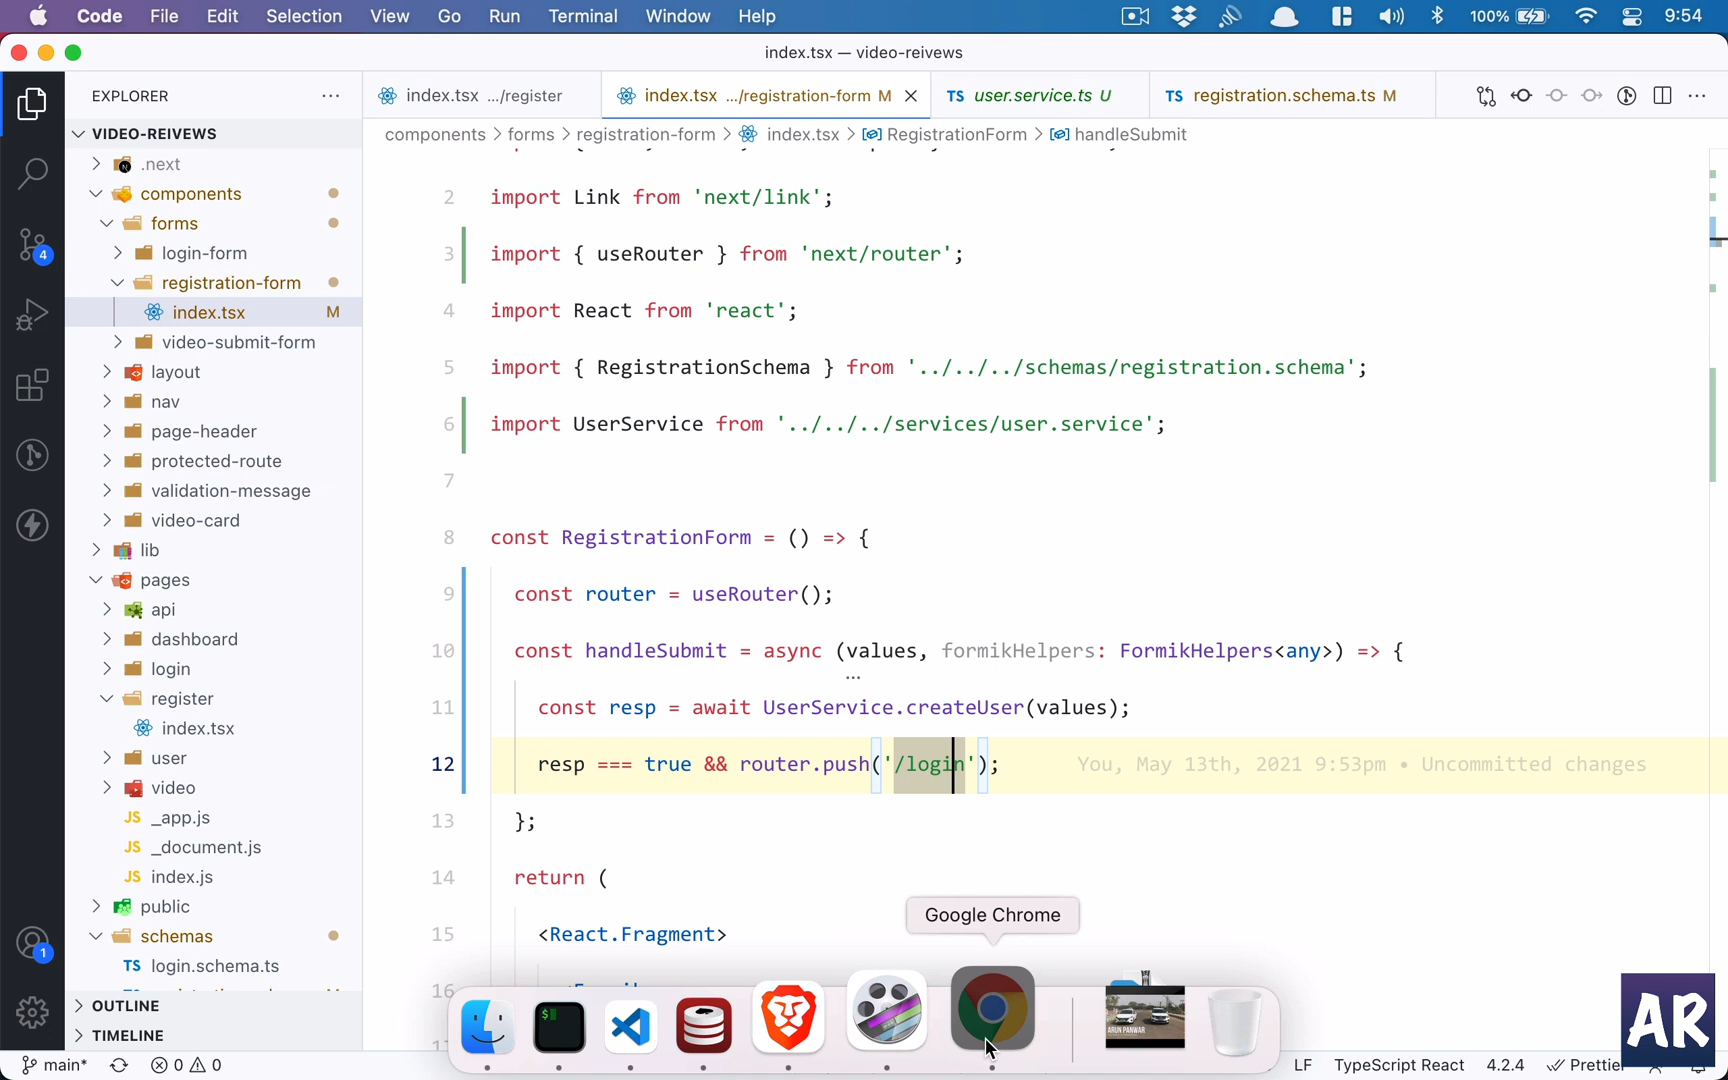 Code File Edit Selection View Go Run Terminal Window Help 100% 9:54
index.tsx — video-reivews
EXPLORER
index.tsx .../register
index.tsx .../registration-form M
TS user.service.ts U
TS registration.schema.ts M
components > forms > registration-form > index.tsx > RegistrationForm > handleSubmit
VIDEO-REIVEWS
.next
components
forms
login-form
registration-form
index.tsx M
video-submit-form
layout
nav
page-header
protected-route
validation-message
video-card
lib
pages
api
dashboard
login
register
index.tsx
user
video
JS _app.js
JS _document.js
JS index.js
public
schemas
TS login.schema.ts
OUTLINE
TIMELINE
4
1
2 import Link from 'next/link';
3 import { useRouter } from 'next/router';
4 import React from 'react';
5 import { RegistrationSchema } from '../../../schemas/registration.schema';
6 import UserService from '../../../services/user.service';
7
8 const RegistrationForm = () => {
9 const router = useRouter();
10 const handleSubmit = async (values, formikHelpers: FormikHelpers<any>) => {
11 const resp = await UserService.createUser(values);
12 resp === true && router.push('/login'); You, May 13th, 2021 9:53pm • Uncommitted changes
13 };
14 return (
15 <React.Fragment>
16
Google Chrome
$
ARUN PANWAR
AR
main* 0 0 LF TypeScript React 4.2.4 Prettier